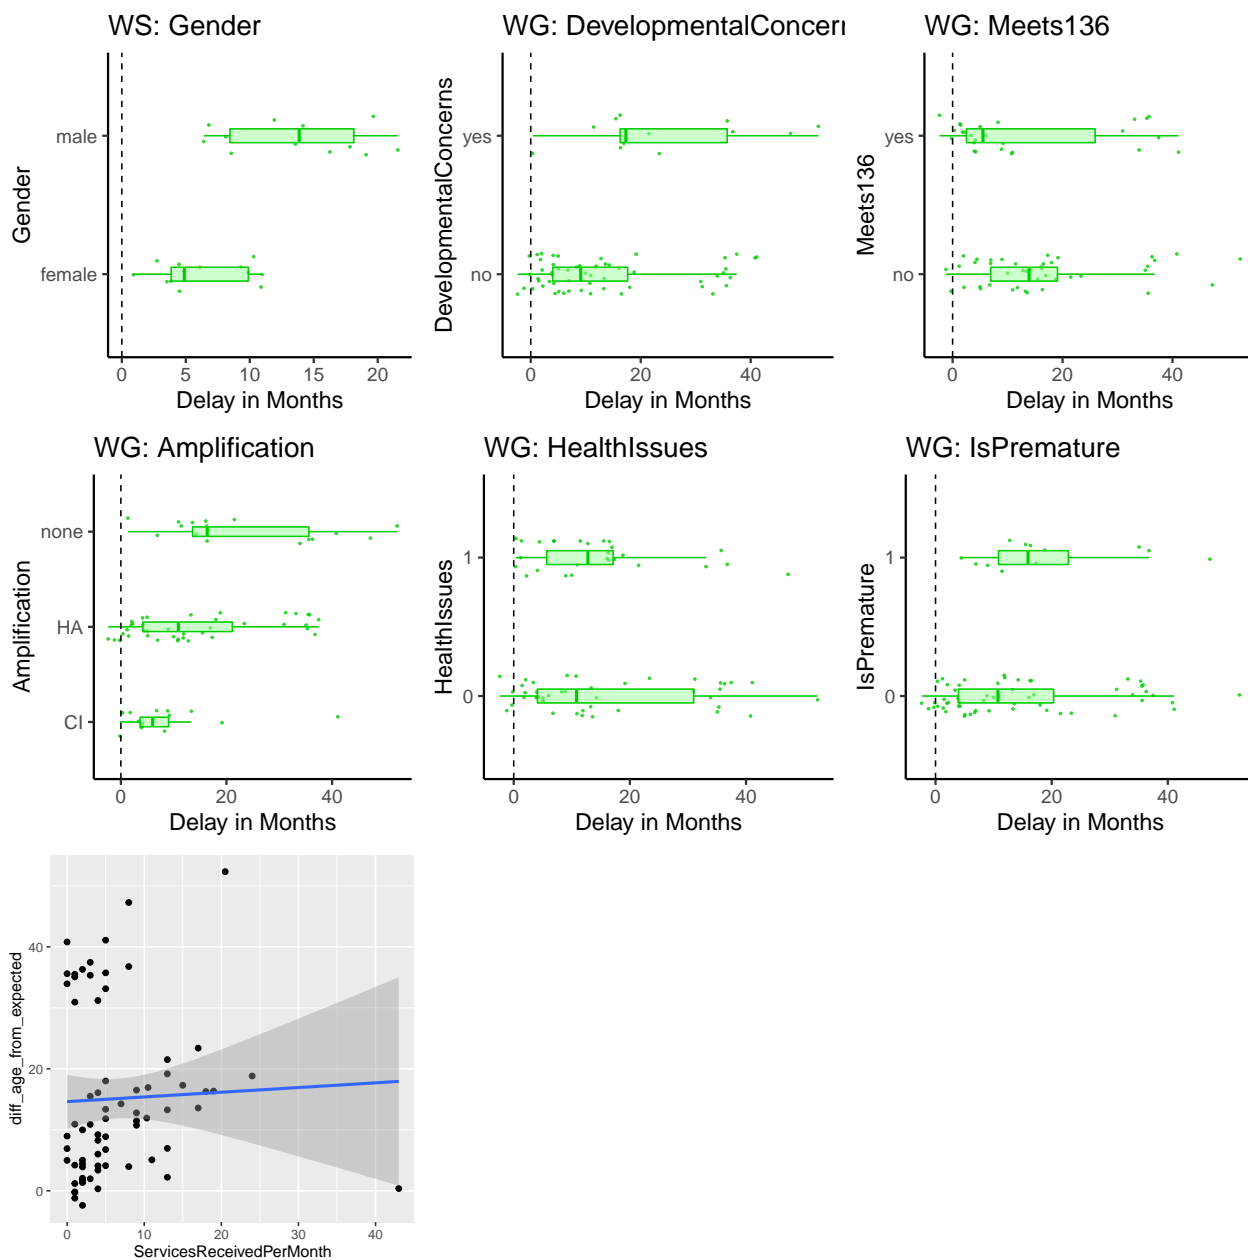 WS: Gender
Gender
male
female
0 5 10 15 20
Delay in Months
WG: DevelopmentalConcern
DevelopmentalConcerns
yes
no
0 20 40
Delay in Months
WG: Meets136
Meets136
yes
no
0 20 40
Delay in Months
WG: Amplification
Amplification
none
HA
CI
0 20 40
Delay in Months
WG: HealthIssues
HealthIssues
1
0
0 20 40
Delay in Months
WG: IsPremature
IsPremature
1
0
0 20 40
Delay in Months
diff_age_from_expected
40
20
0
0 10 20 30 40
ServicesReceivedPerMonth